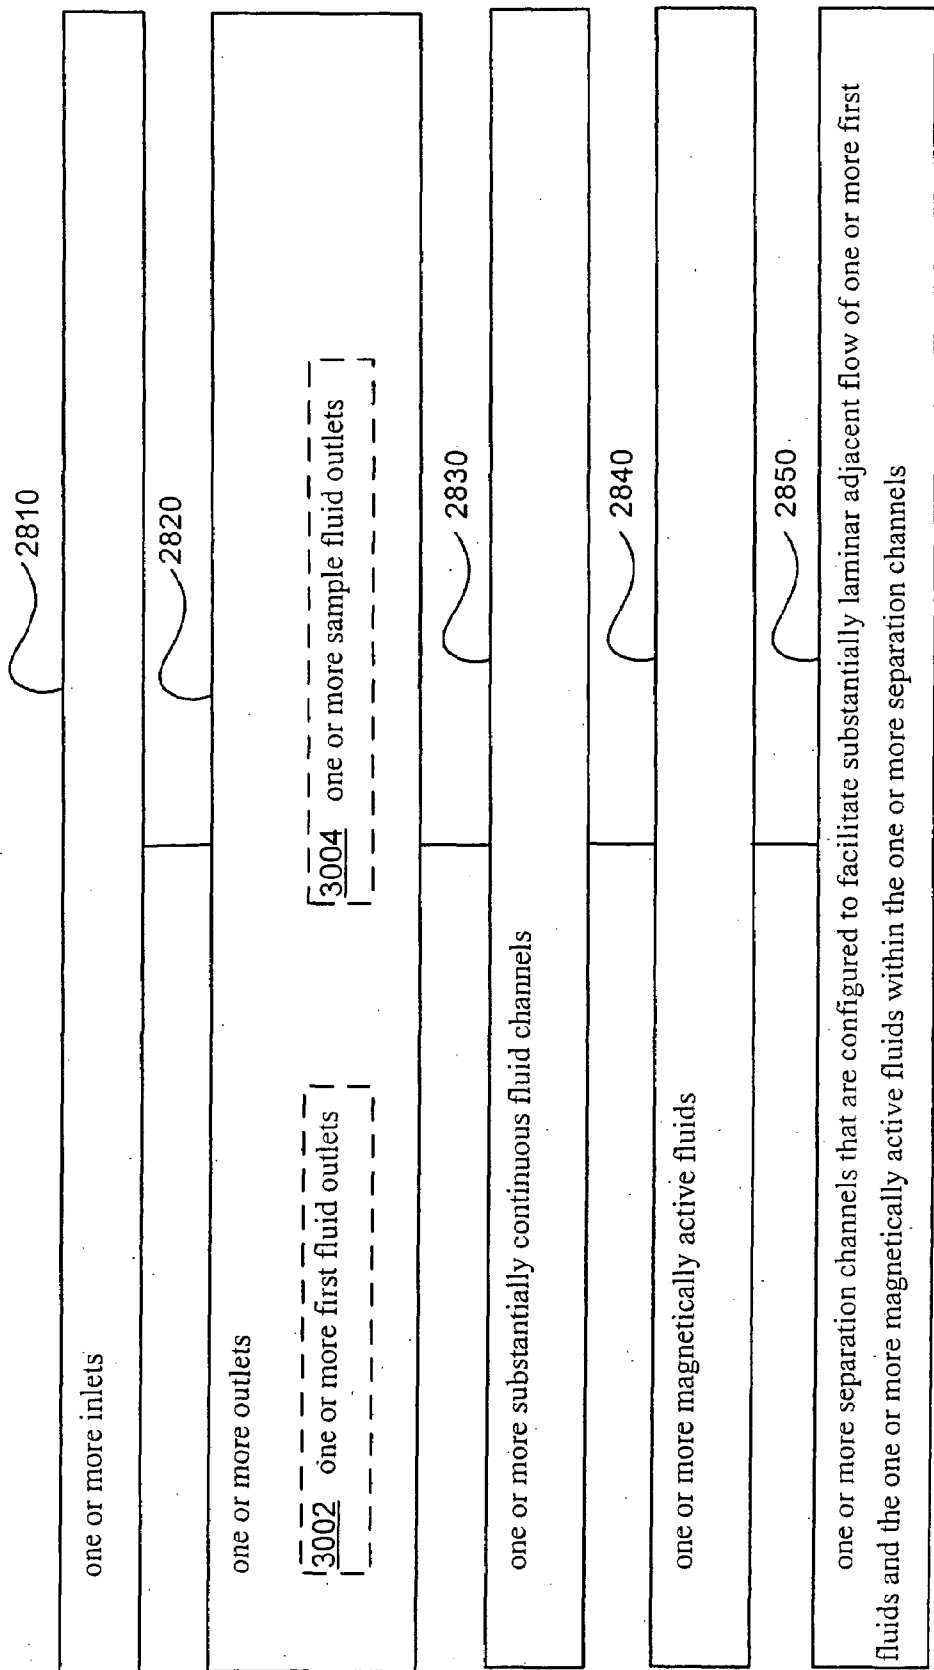 2810
one or more inlets
2820
one or more outlets
3002 one or more first fluid outlets
3004 one or more sample fluid outlets
2830
one or more substantially continuous fluid channels
2840
one or more magnetically active fluids
2850
one or more separation channels that are configured to facilitate substantially laminar adjacent flow of one or more first
fluids and the one or more magnetically active fluids within the one or more separation channels